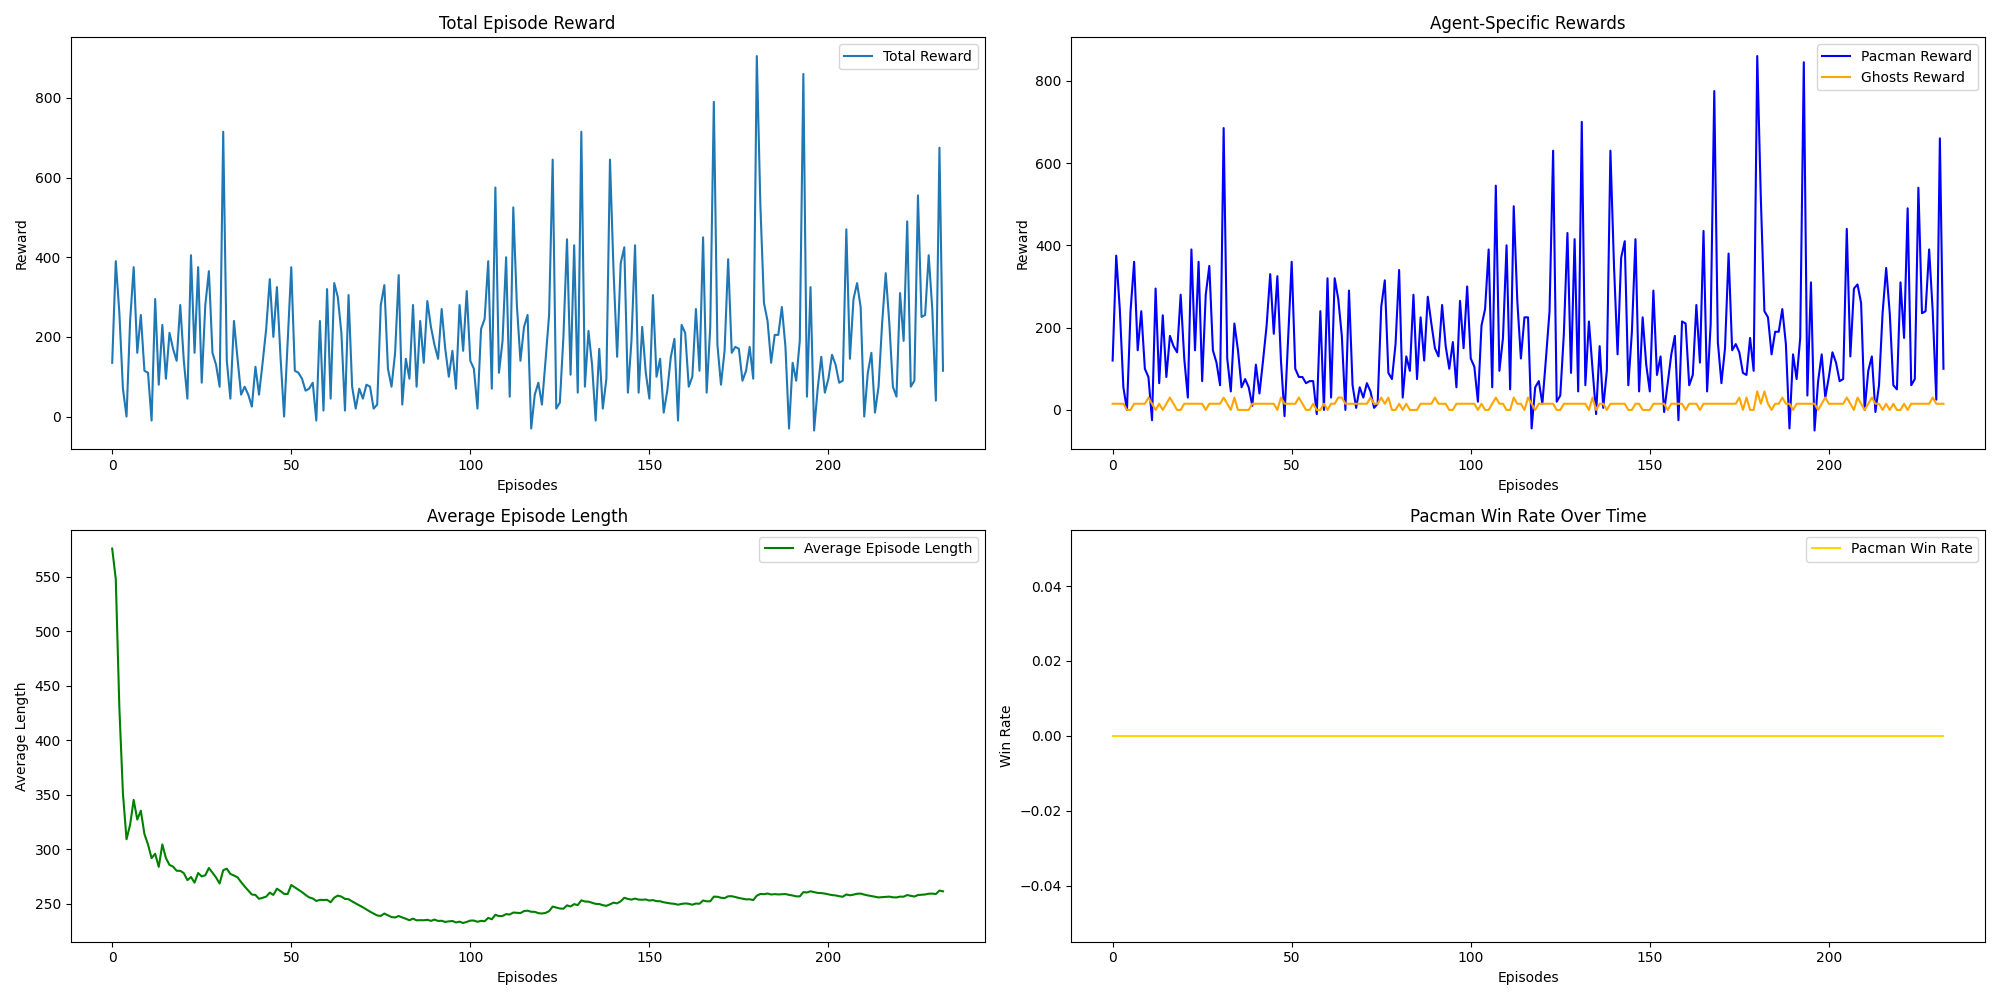 Total Episode Reward
Total Reward
Reward
800
600
400
200
0
0 50 100 150 200
Episodes
Agent-Specific Rewards
Pacman Reward
Ghosts Reward
Reward
800
600
400
200
0
0 50 100 150 200
Episodes
Average Episode Length
Average Episode Length
Average Length
550
500
450
400
350
300
250
0 50 100 150 200
Episodes
Pacman Win Rate Over Time
Pacman Win Rate
Win Rate
0.04
0.02
0.00
−0.02
−0.04
0 50 100 150 200
Episodes